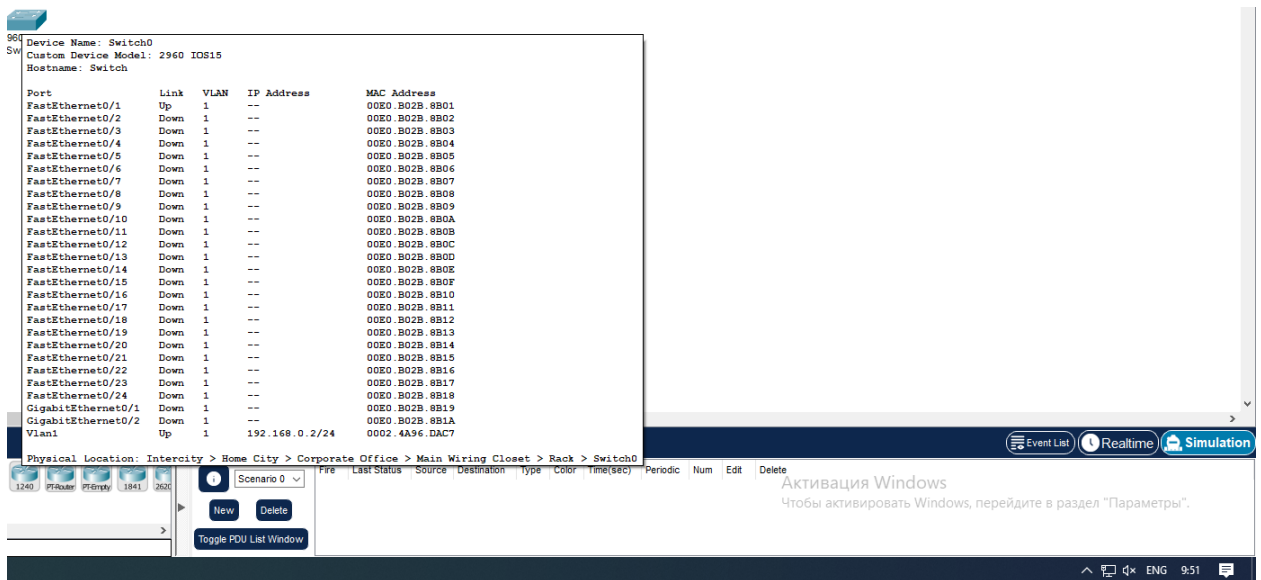 960
Sw
Device Name: Switch0
Custom Device Model: 2960 IOS15
Hostname: Switch
Port Link VLAN IP Address MAC Address
FastEthernet0/1 Up 1 -- 00E0.B02B.8B01
FastEthernet0/2 Down 1 -- 00E0.B02B.8B02
FastEthernet0/3 Down 1 -- 00E0.B02B.8B03
FastEthernet0/4 Down 1 -- 00E0.B02B.8B04
FastEthernet0/5 Down 1 -- 00E0.B02B.8B05
FastEthernet0/6 Down 1 -- 00E0.B02B.8B06
FastEthernet0/7 Down 1 -- 00E0.B02B.8B07
FastEthernet0/8 Down 1 -- 00E0.B02B.8B08
FastEthernet0/9 Down 1 -- 00E0.B02B.8B09
FastEthernet0/10 Down 1 -- 00E0.B02B.8B0A
FastEthernet0/11 Down 1 -- 00E0.B02B.8B0B
FastEthernet0/12 Down 1 -- 00E0.B02B.8B0C
FastEthernet0/13 Down 1 -- 00E0.B02B.8B0D
FastEthernet0/14 Down 1 -- 00E0.B02B.8B0E
FastEthernet0/15 Down 1 -- 00E0.B02B.8B0F
FastEthernet0/16 Down 1 -- 00E0.B02B.8B10
FastEthernet0/17 Down 1 -- 00E0.B02B.8B11
FastEthernet0/18 Down 1 -- 00E0.B02B.8B12
FastEthernet0/19 Down 1 -- 00E0.B02B.8B13
FastEthernet0/20 Down 1 -- 00E0.B02B.8B14
FastEthernet0/21 Down 1 -- 00E0.B02B.8B15
FastEthernet0/22 Down 1 -- 00E0.B02B.8B16
FastEthernet0/23 Down 1 -- 00E0.B02B.8B17
FastEthernet0/24 Down 1 -- 00E0.B02B.8B18
GigabitEthernet0/1 Down 1 -- 00E0.B02B.8B19
GigabitEthernet0/2 Down 1 -- 00E0.B02B.8B1A
Vlan1 Up 1 192.168.0.2/24 0002.4A96.DAC7
Physical Location: Intercity > Home City > Corporate Office > Main Wiring Closet > Rack > Switch0
Event List Realtime Simulation
1240 PT-Router PT-Empty 1841 262
Scenario 0
New Delete
Toggle PDU List Window
Fire Last Status Source Destination Type Color Time(sec) Periodic Num Edit Delete
Активация Windows
Чтобы активировать Windows, перейдите в раздел "Параметры".
ENG 9:51